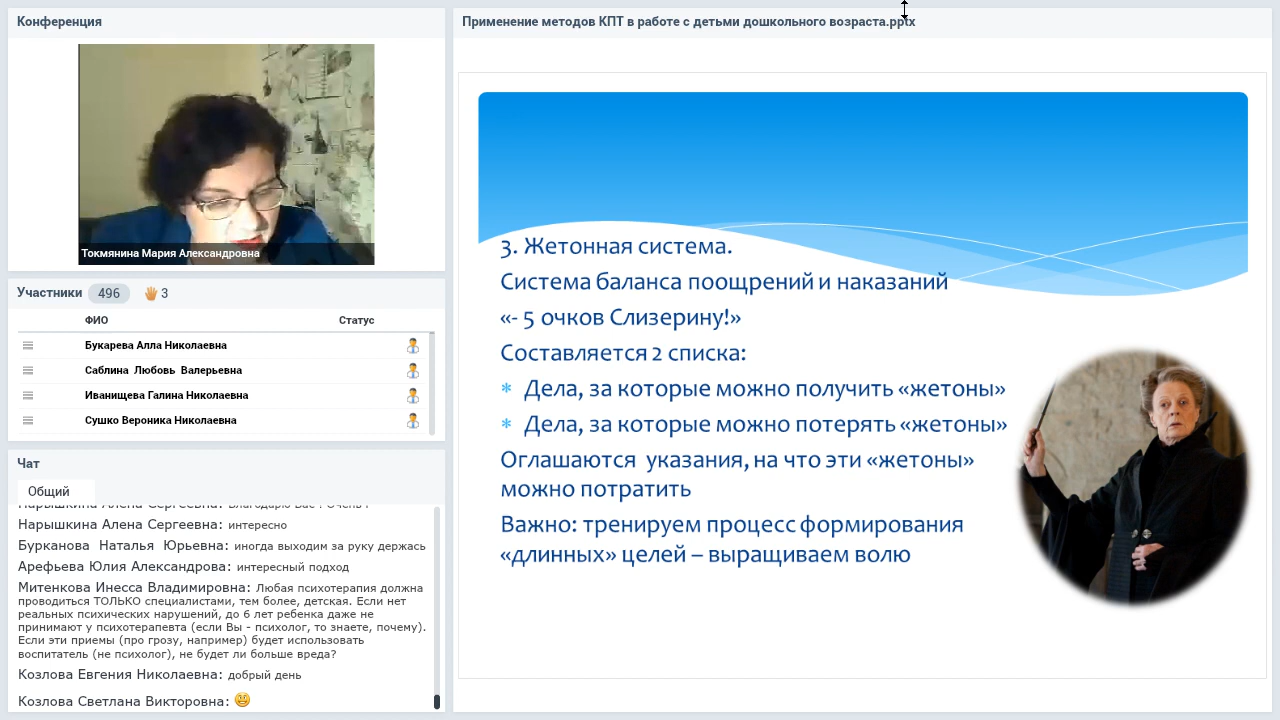 Конференция
Токмянина Мария Александровна
Участники 496 3
ФИО Статус
Букарева Алла Николаевна
Саблина Любовь Валерьевна
Иванищева Галина Николаевна
Сушко Вероника Николаевна
Чат
Общий
Нарышкина Алена Сергеевна: Благодарю Вас !
Нарышкина Алена Сергеевна: интересно
Бурканова Наталья Юрьевна: иногда выходим за руку держась
Арефьева Юлия Александрова: интересный подход
Митенкова Инесса Владимировна: Любая психотерапия должна
проводиться ТОЛЬКО специалистами, тем более, детская. Если нет
реальных психических нарушений, до 6 лет ребенка даже не
принимают у психотерапевта (если Вы - психолог, то знаете, почему).
Если эти приемы (про грозу, например) будет использовать
воспитатель (не психолог), не будет ли больше вреда?
Козлова Евгения Николаевна: добрый день
Козлова Светлана Викторовна:
Применение методов КПТ в работе с детьми дошкольного возраста.pptx
3. Жетонная система.
Система баланса поощрений и наказаний
«- 5 очков Слизерину!»
Составляется 2 списка:
* Дела, за которые можно получить «жетоны»
* Дела, за которые можно потерять «жетоны»
Оглашаются указания, на что эти «жетоны»
можно потратить
Важно: тренируем процесс формирования
«длинных» целей – выращиваем волю